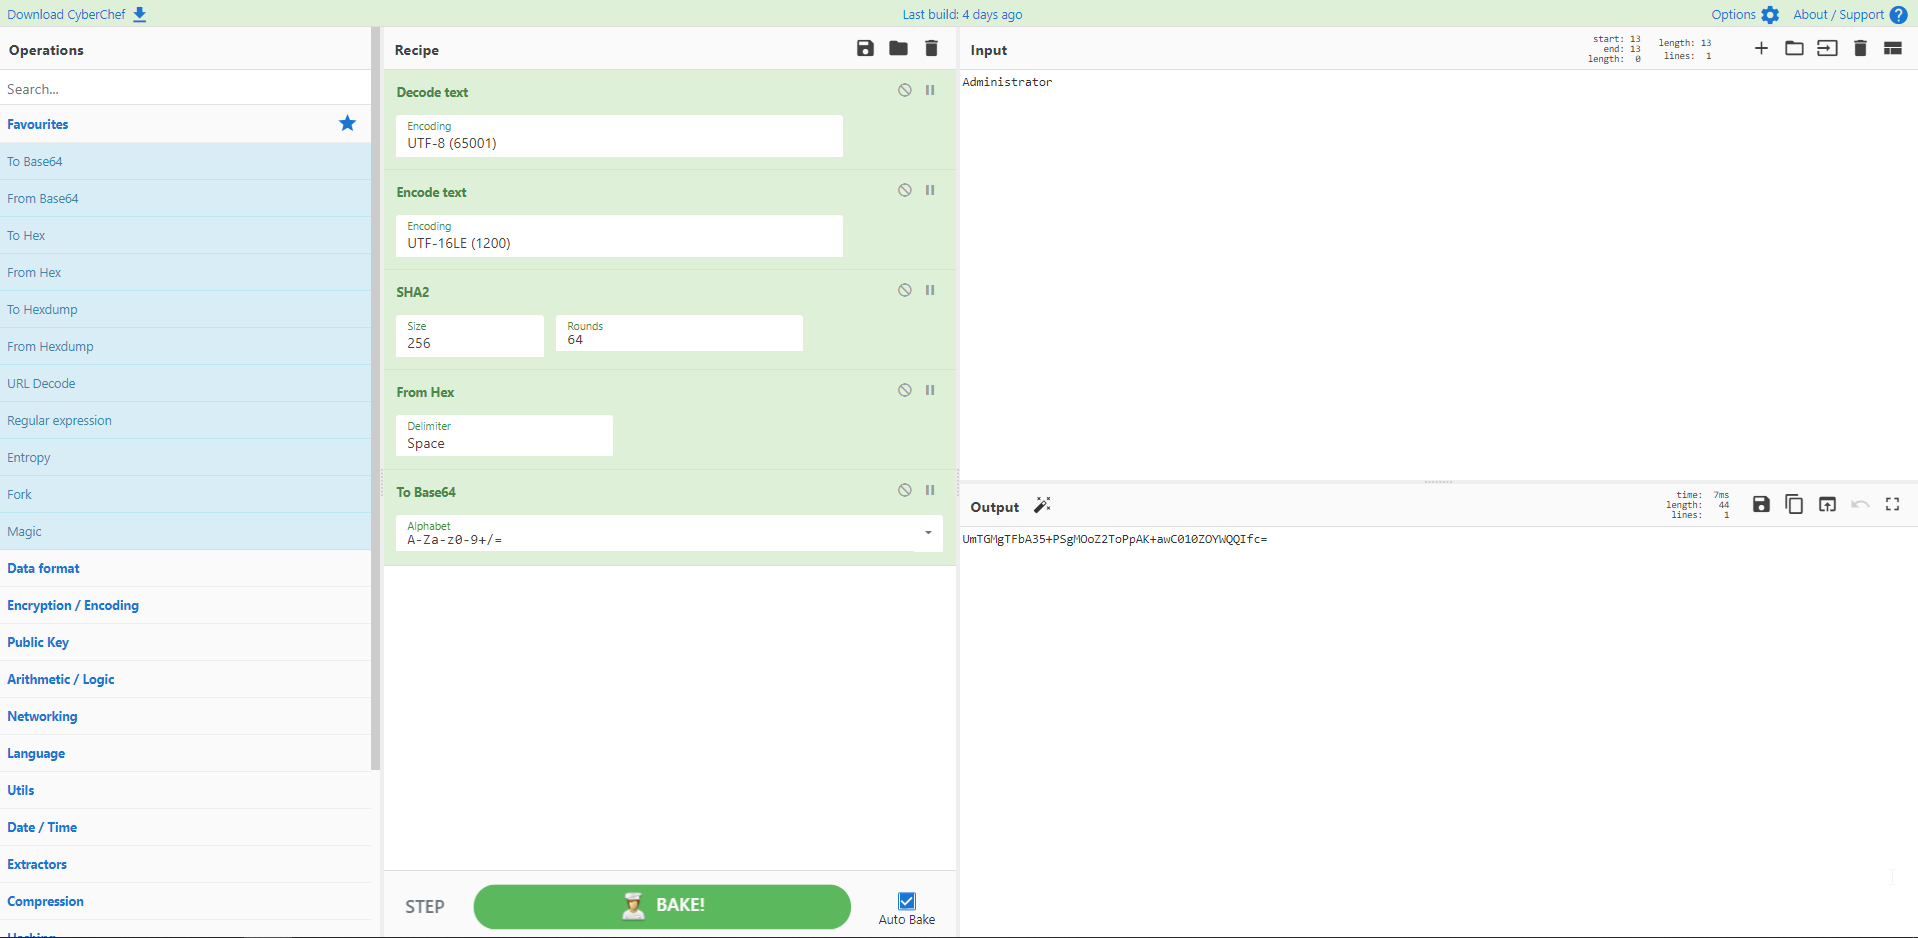 Download CyberChef
Last build: 4 days ago
Options
About / Support
Operations
Search...
Favourites
To Base64
From Base64
To Hex
From Hex
To Hexdump
From Hexdump
URL Decode
Regular expression
Entropy
Fork
Magic
Data format
Encryption / Encoding
Public Key
Arithmetic / Logic
Networking
Language
Utils
Date / Time
Extractors
Compression
Hashing
Recipe
Decode text
Encoding
UTF-8 (65001)
Encode text
Encoding
UTF-16LE (1200)
SHA2
Size
256
Rounds
64
From Hex
Delimiter
Space
To Base64
Alphabet
A-Za-z0-9+/=
STEP
BAKE!
Auto Bake
Input
start: 13
end: 13
length: 0
length: 13
lines: 1
Administrator
Output
time: 7ms
length: 44
lines: 1
UmTGMgTFbA35+PSgMOoZ2ToPpAK+awC010ZOYWQQIfc=